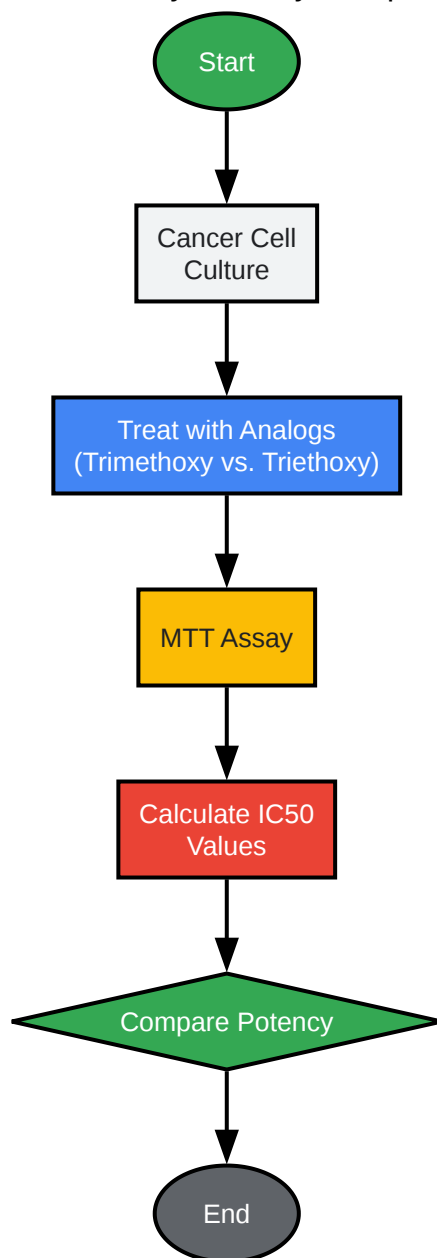 Start
Cancer Cell
Culture
Treat with Analogs
(Trimethoxy vs. Triethoxy)
MTT Assay
Calculate IC50
Values
Compare Potency
End